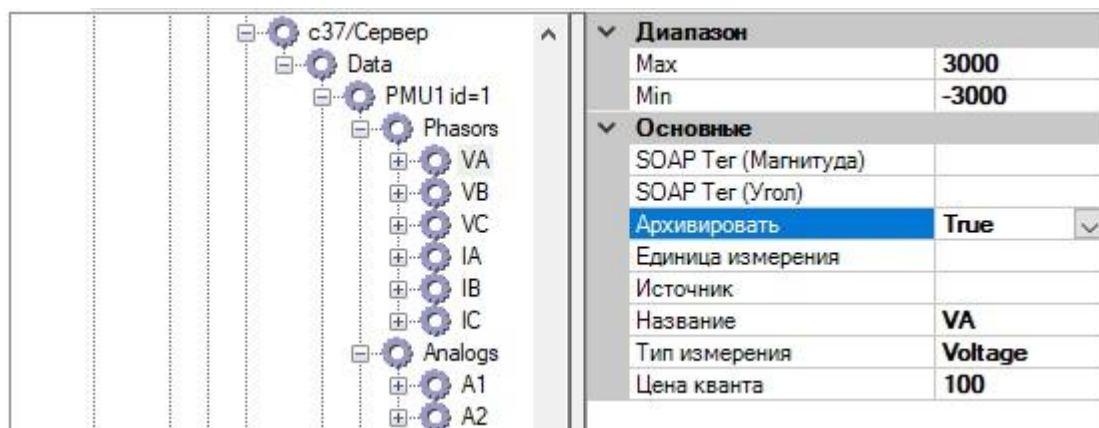 с37/Сервер
Data
PMU1 id=1
Phasors
VA
VB
VC
IA
IB
IC
Analogs
A1
A2
Диапазон
Max 3000
Min -3000
Основные
SOAP Тег (Магнитуда)
SOAP Тег (Угол)
Архивировать True
Единица измерения
Источник
Название VA
Тип измерения Voltage
Цена кванта 100